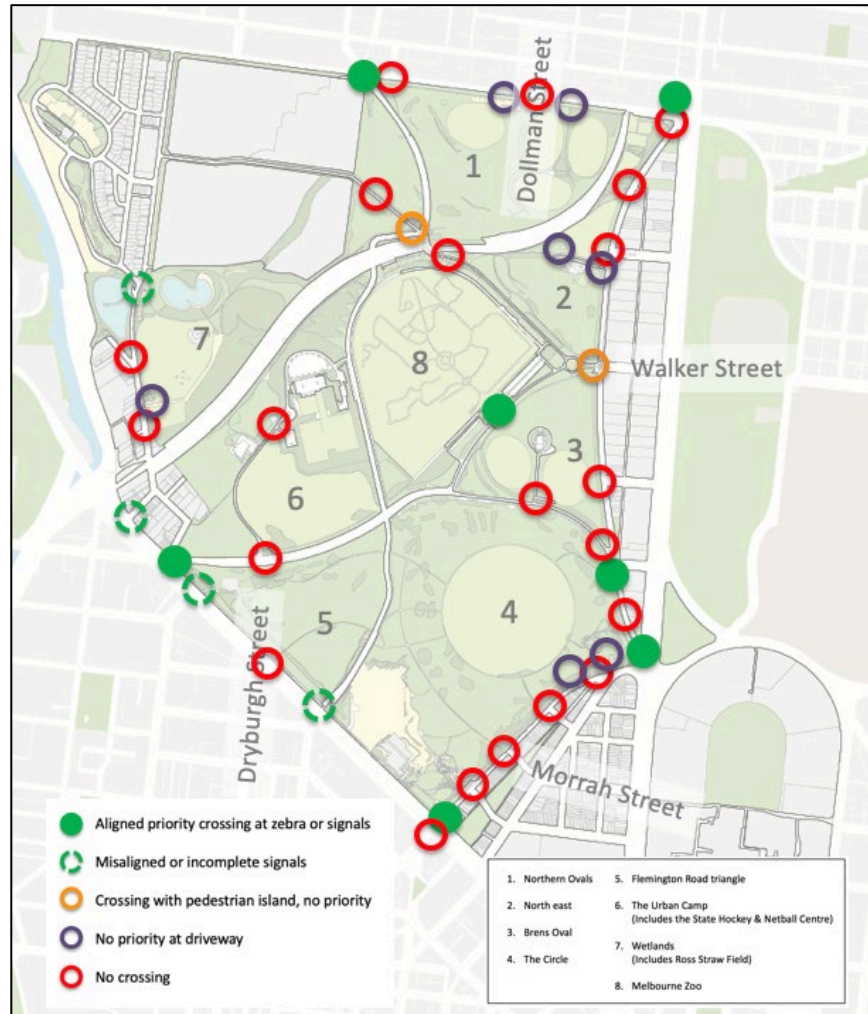 Dollman Street
1
2
Walker Street
7
8
3
6
4
5
Dryburgh Street
Morrah Street
Aligned priority crossing at zebra or signals
Misaligned or incomplete signals
Crossing with pedestrian island, no priority
No priority at driveway
No crossing
1. Northern Ovals
2. North east
3. Brens Oval
4. The Circle
5. Flemington Road triangle
6. The Urban Camp
(Includes the State Hockey & Netball Centre)
7. Wetlands
(Includes Ross Straw Field)
8. Melbourne Zoo